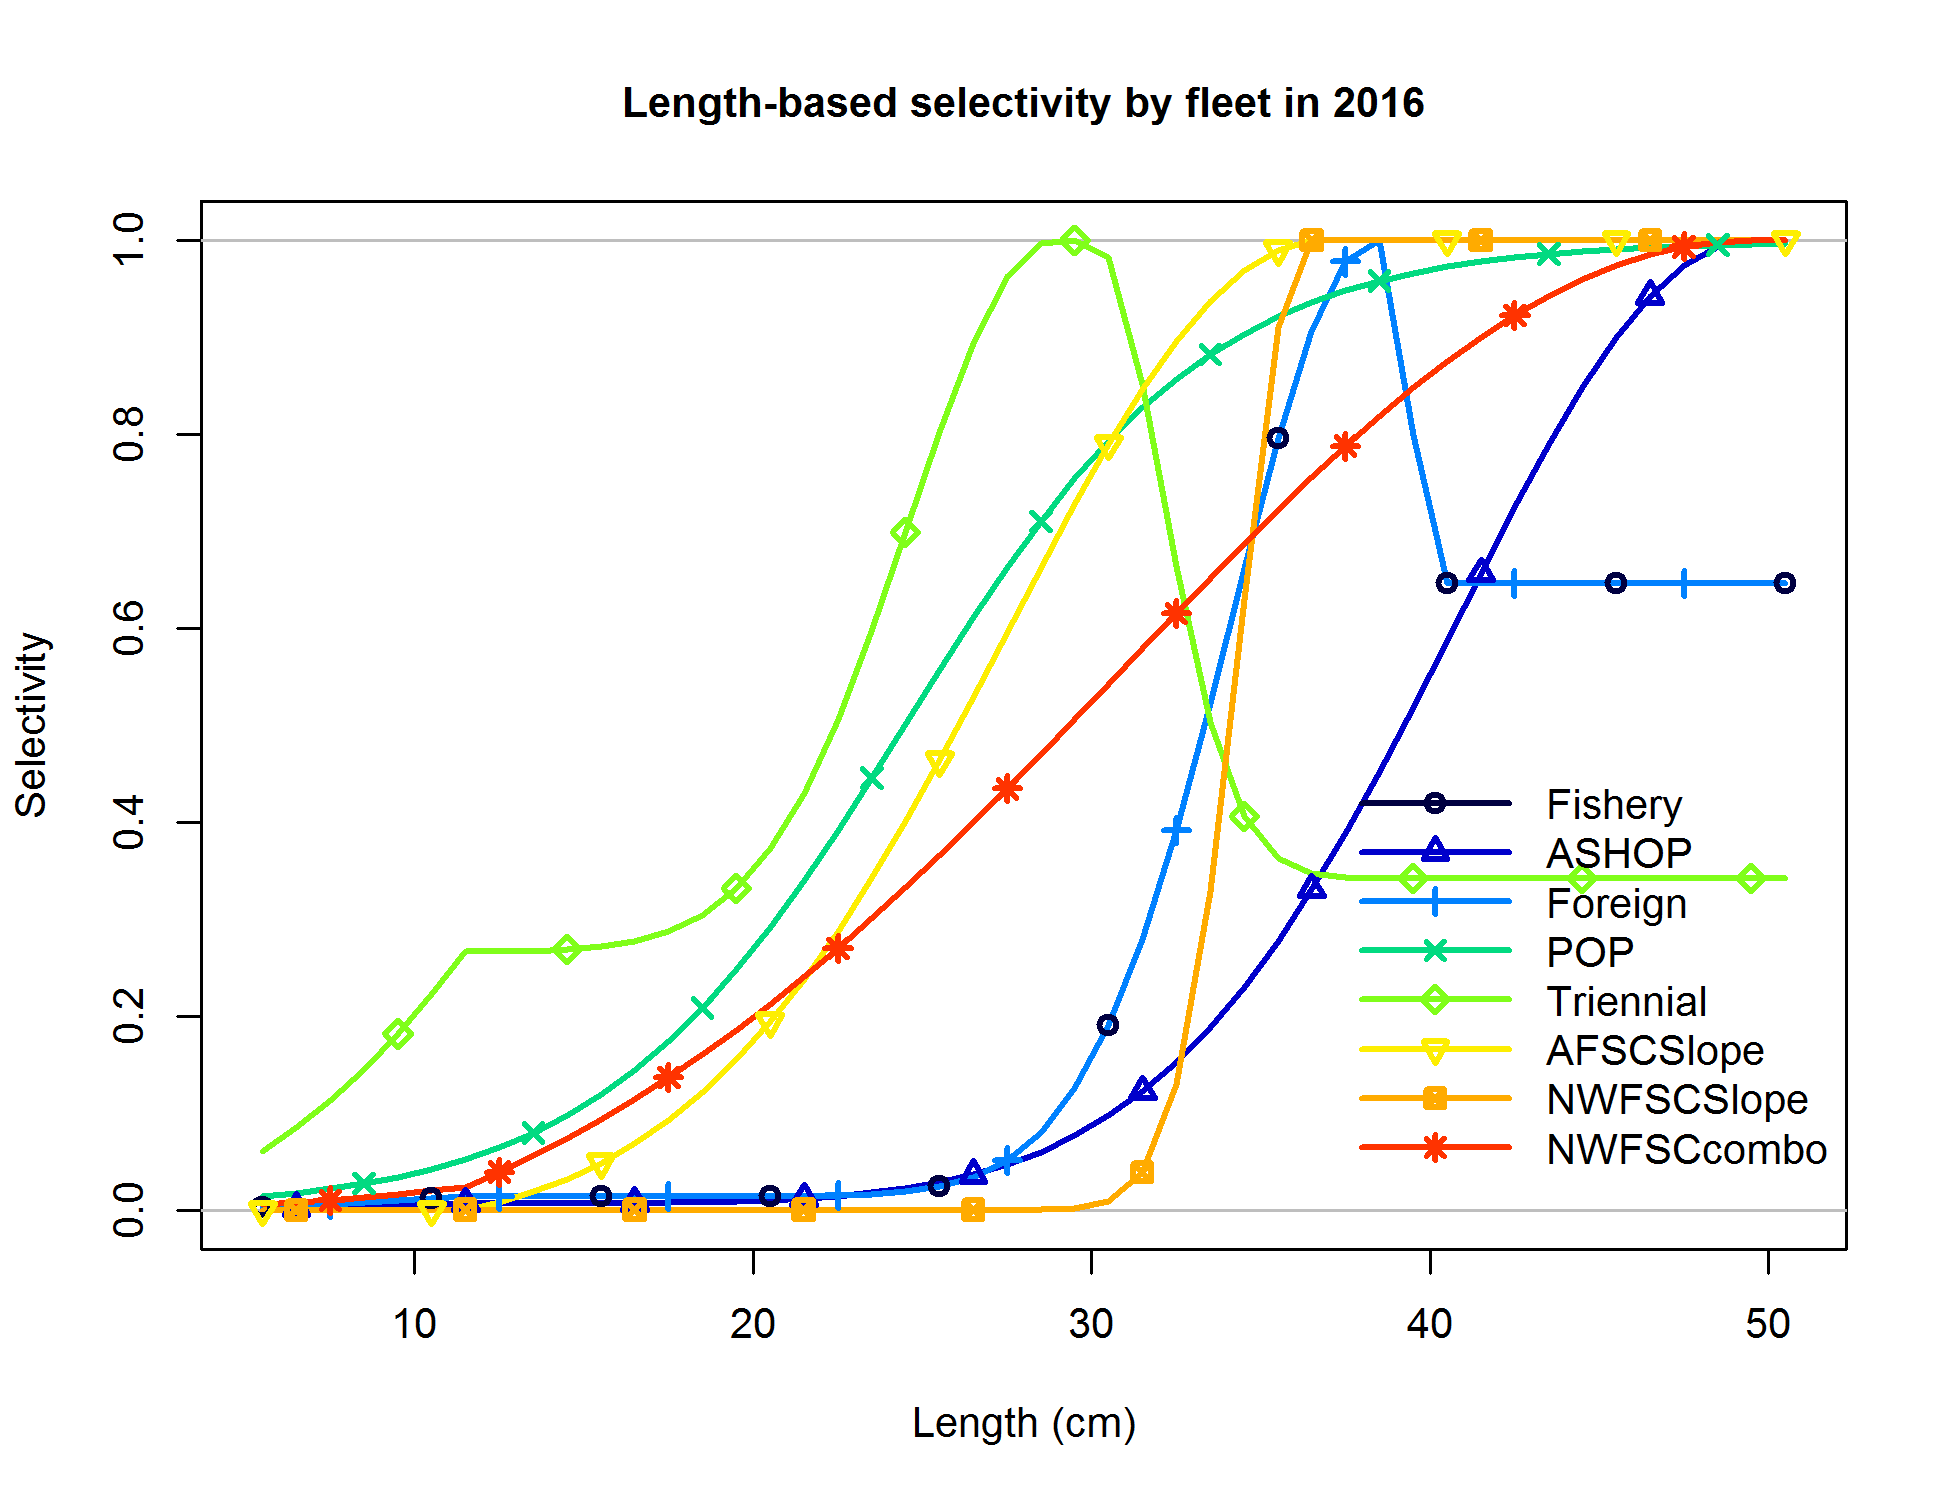 Length-based selectivity by fleet in 2016
Selectivity
1.0
0.8
0.6
0.4
0.2
0.0
Fishery
ASHOP
Foreign
POP
Triennial
AFSCSlope
NWFSCSlope
NWFSCcombo
10 20 30 40 50
Length (cm)